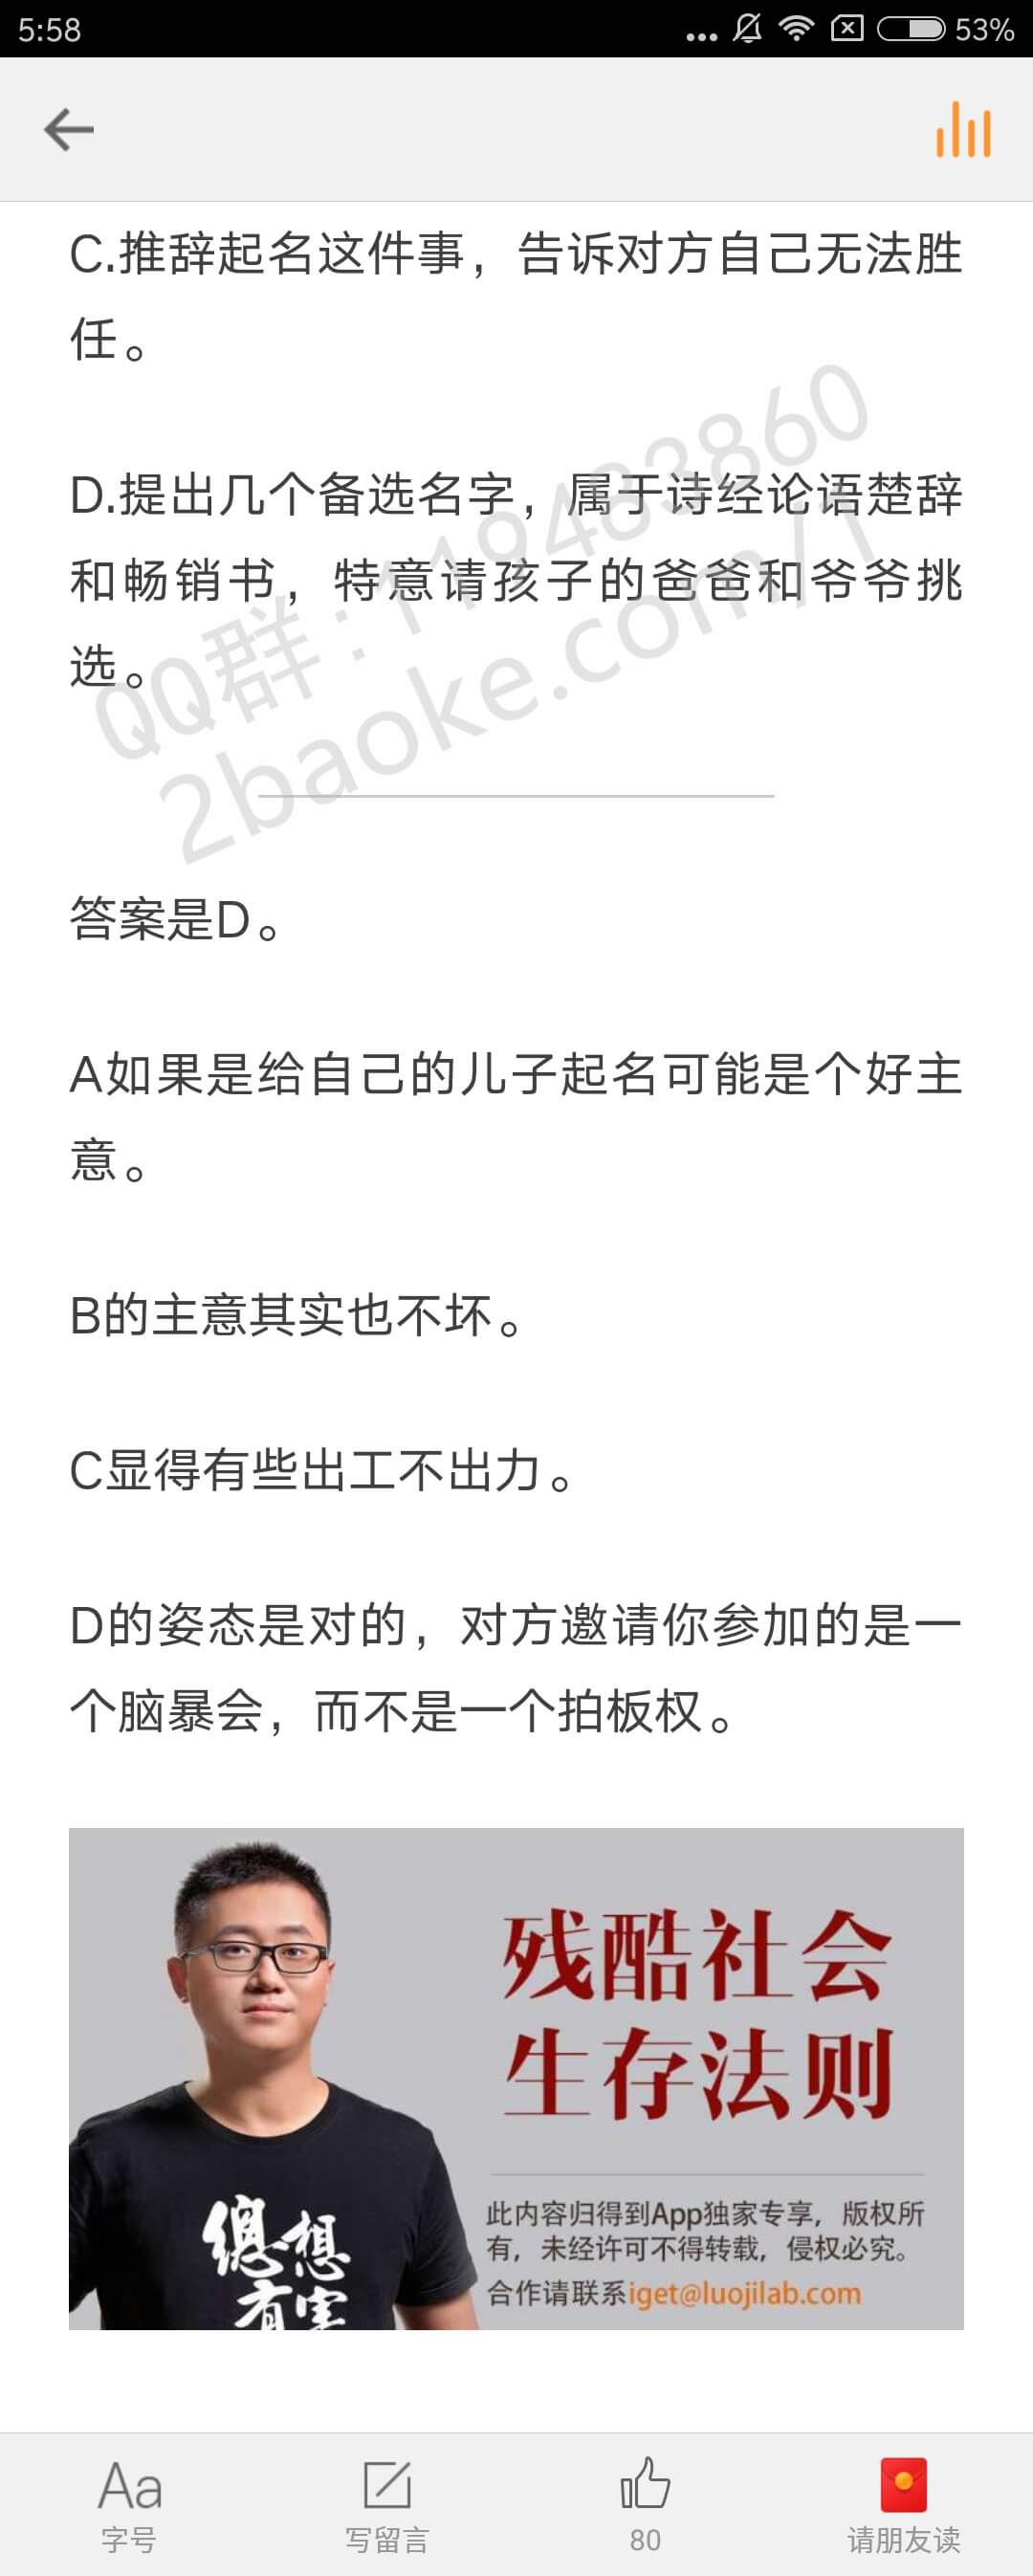 5:58
53%
C.推辞起名这件事，告诉对方自己无法胜
任。
D.提出几个备选名字，属于诗经论语楚辞
和畅销书，特意请孩子的爸爸和爷爷挑
选。
QQ群:11948386​0
2baoke.com/1
答案是D。
A如果是给自己的儿子起名可能是个好主
意。
B的主意其实也不坏。
C显得有些出工不出力。
D的姿态是对的，对方邀请你参加的是一
个脑暴会，而不是一个拍板权。
残酷社会
生存法则
總想
有害
此内容归得到App独家专享，版权所
有，未经许可不得转载，侵权必究。
合作请联系iget@luojilab.com
Aa
字号
写留言
80
请朋友读